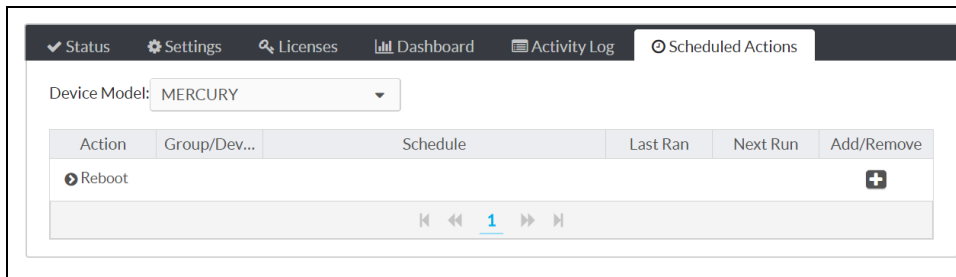 Status Settings Licenses Dashboard Activity Log Scheduled Actions
Device Model: MERCURY
Action Group/Dev... Schedule Last Ran Next Run Add/Remove
Reboot
1